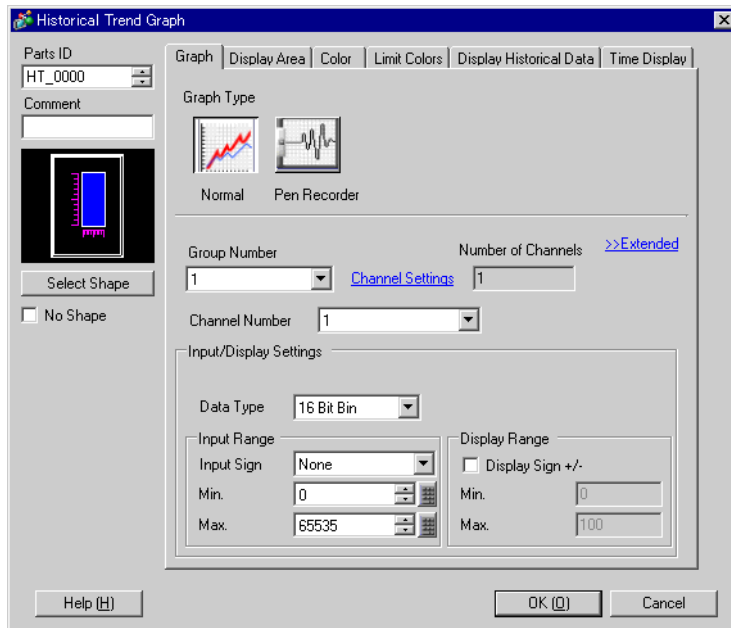 Historical Trend Graph
Parts ID
HT_0000
Comment
Select Shape
No Shape
Graph Display Area Color Limit Colors Display Historical Data Time Display
Graph Type
Normal Pen Recorder
Group Number Number of Channels >>Extended
1 Channel Settings 1
Channel Number 1
Input/Display Settings
Data Type 16 Bit Bin
Input Range Display Range
Input Sign None Display Sign +/-
Min. 0 Min. 0
Max. 65535 Max. 100
Help (H) OK (O) Cancel